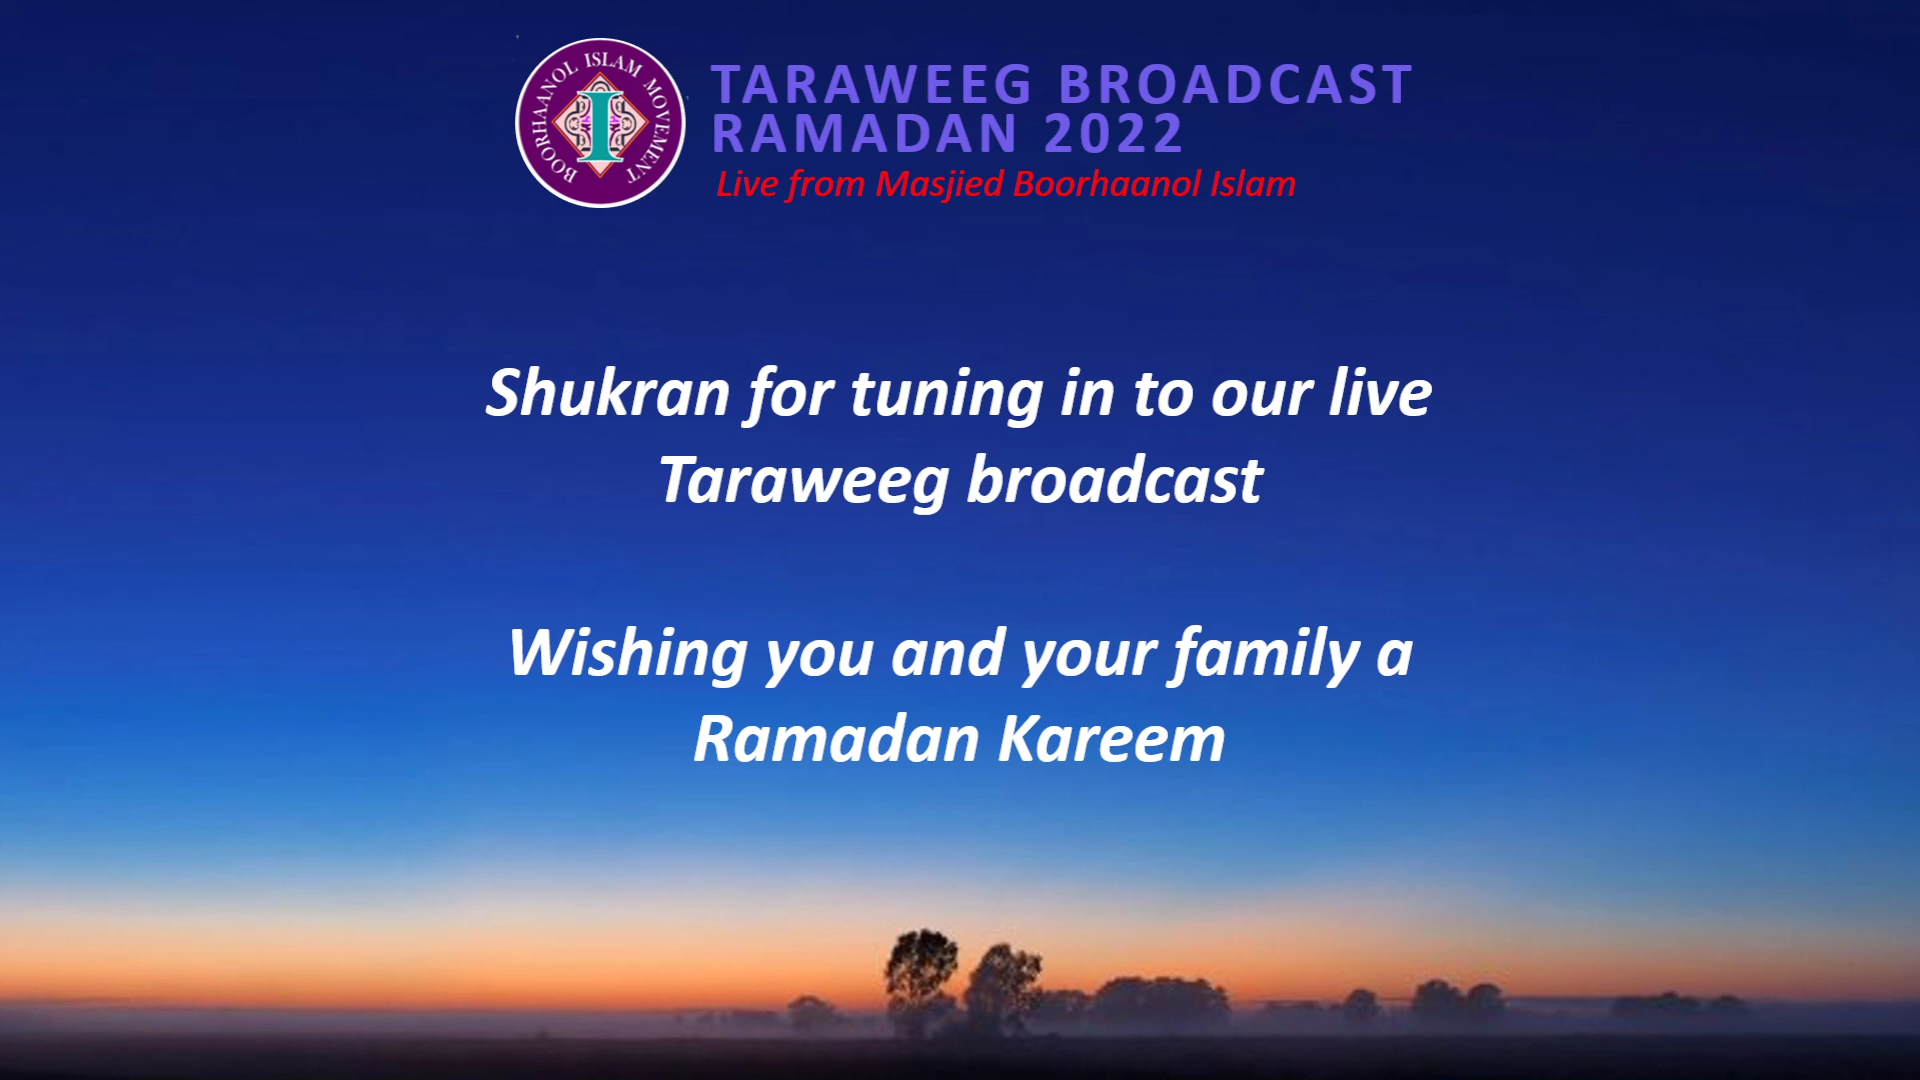 BOORHAANOL ISLAM MOVEMENT
I
TARAWEEG BROADCAST
RAMADAN 2022
Live from Masjied Boorhaanol Islam
Shukran for tuning in to our live
Taraweeg broadcast
Wishing you and your family a
Ramadan Kareem